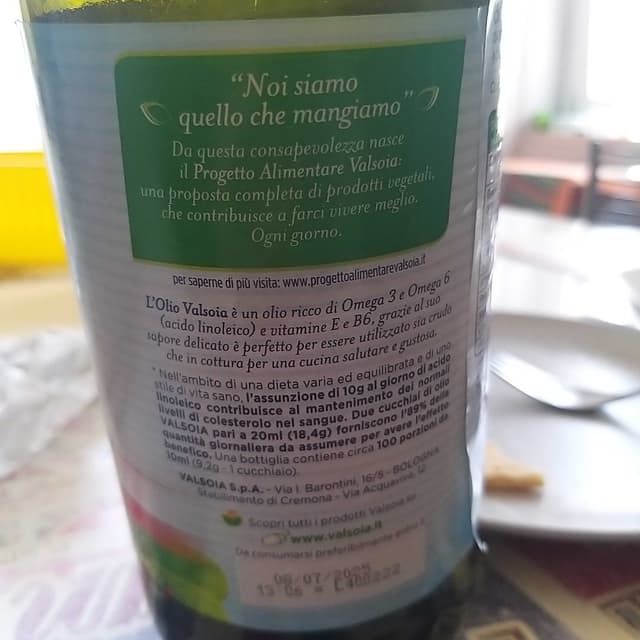 “Noi siamo
quello che mangiamo”
Da questa consapevolezza nasce
il Progetto Alimentare Valsoia:
una proposta completa di prodotti vegetali,
che contribuisce a farci vivere meglio.
Ogni giorno.
per saperne di più visita: www.progettoalimentarevalsoia.it
L'Olio Valsoia è un olio ricco di Omega 3 e Omega 6
(acido linoleico) e vitamine E e B6, grazie al suo
sapore delicato è perfetto per essere utilizzato sia crudo
che in cottura per una cucina salutare e gustosa.
* Nell'ambito di una dieta varia ed equilibrata e di uno
stile di vita sano, l'assunzione di 10g al giorno di acido
linoleico contribuisce al mantenimento dei normali
livelli di colesterolo nel sangue. Due cucchiai di olio
VALSOIA pari a 20ml (18,4g) forniscono l'89% della
quantità giornaliera da assumere per avere l'effetto
benefico. Una bottiglia contiene circa 100 porzioni da
10ml (9,2g - 1 cucchiaio).
VALSOIA S.p.A. - Via I. Barontini, 16/5 - BOLOGNA
Stabilimento di Cremona - Via Acquaviva, 12
Scopri tutti i prodotti Valsoia su
www.valsoia.it
Da consumarsi preferibilmente entro il
08/07/2025
13 06